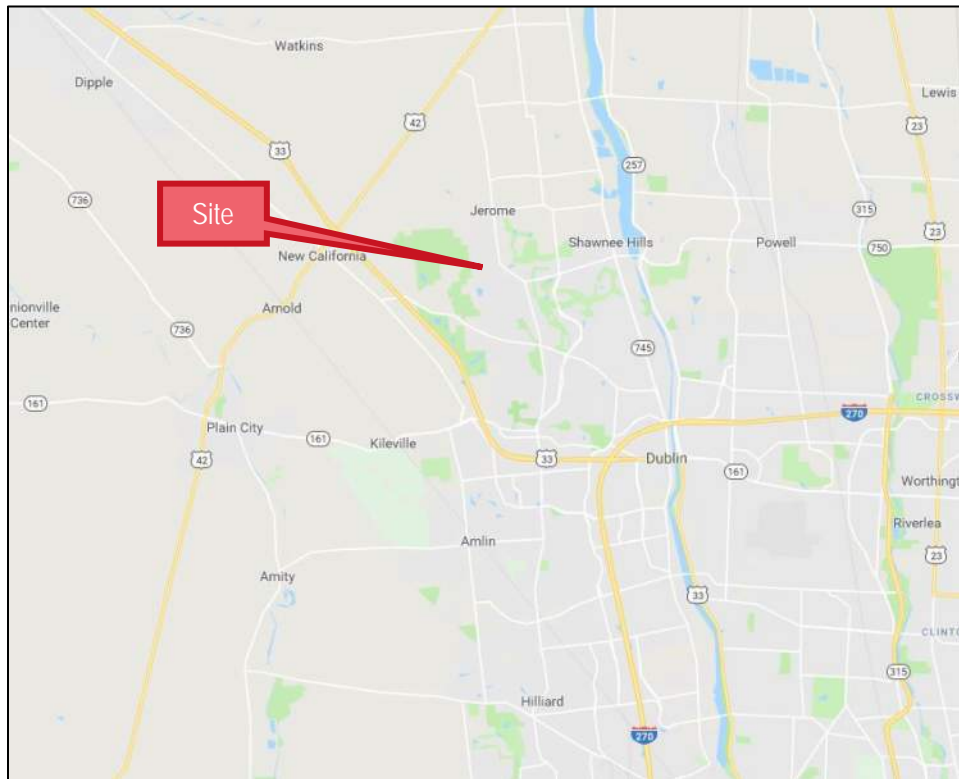 Watkins
Dipple
Lewis
42
23
33
257
736
Site
Jerome
315
Shawnee Hills
Powell
750
23
New California
nionville
Center
Arnold
736
745
161
CROSSW
270
Plain City
161
Kileville
42
33
Dublin
161
Worthingt
Riverlea
Amlin
23
Amity
33
CLINTO
315
Hilliard
270